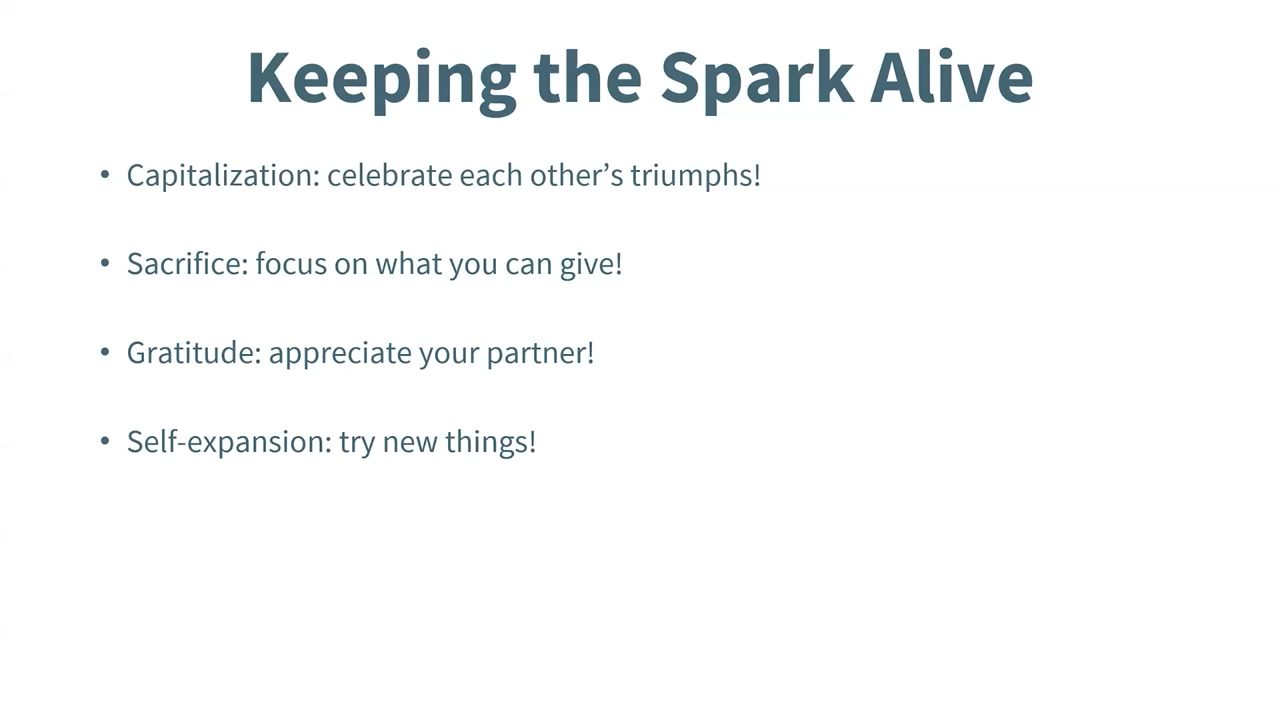 Keeping the Spark Alive
• Capitalization: celebrate each other’s triumphs!
• Sacrifice: focus on what you can give!
• Gratitude: appreciate your partner!
• Self-expansion: try new things!